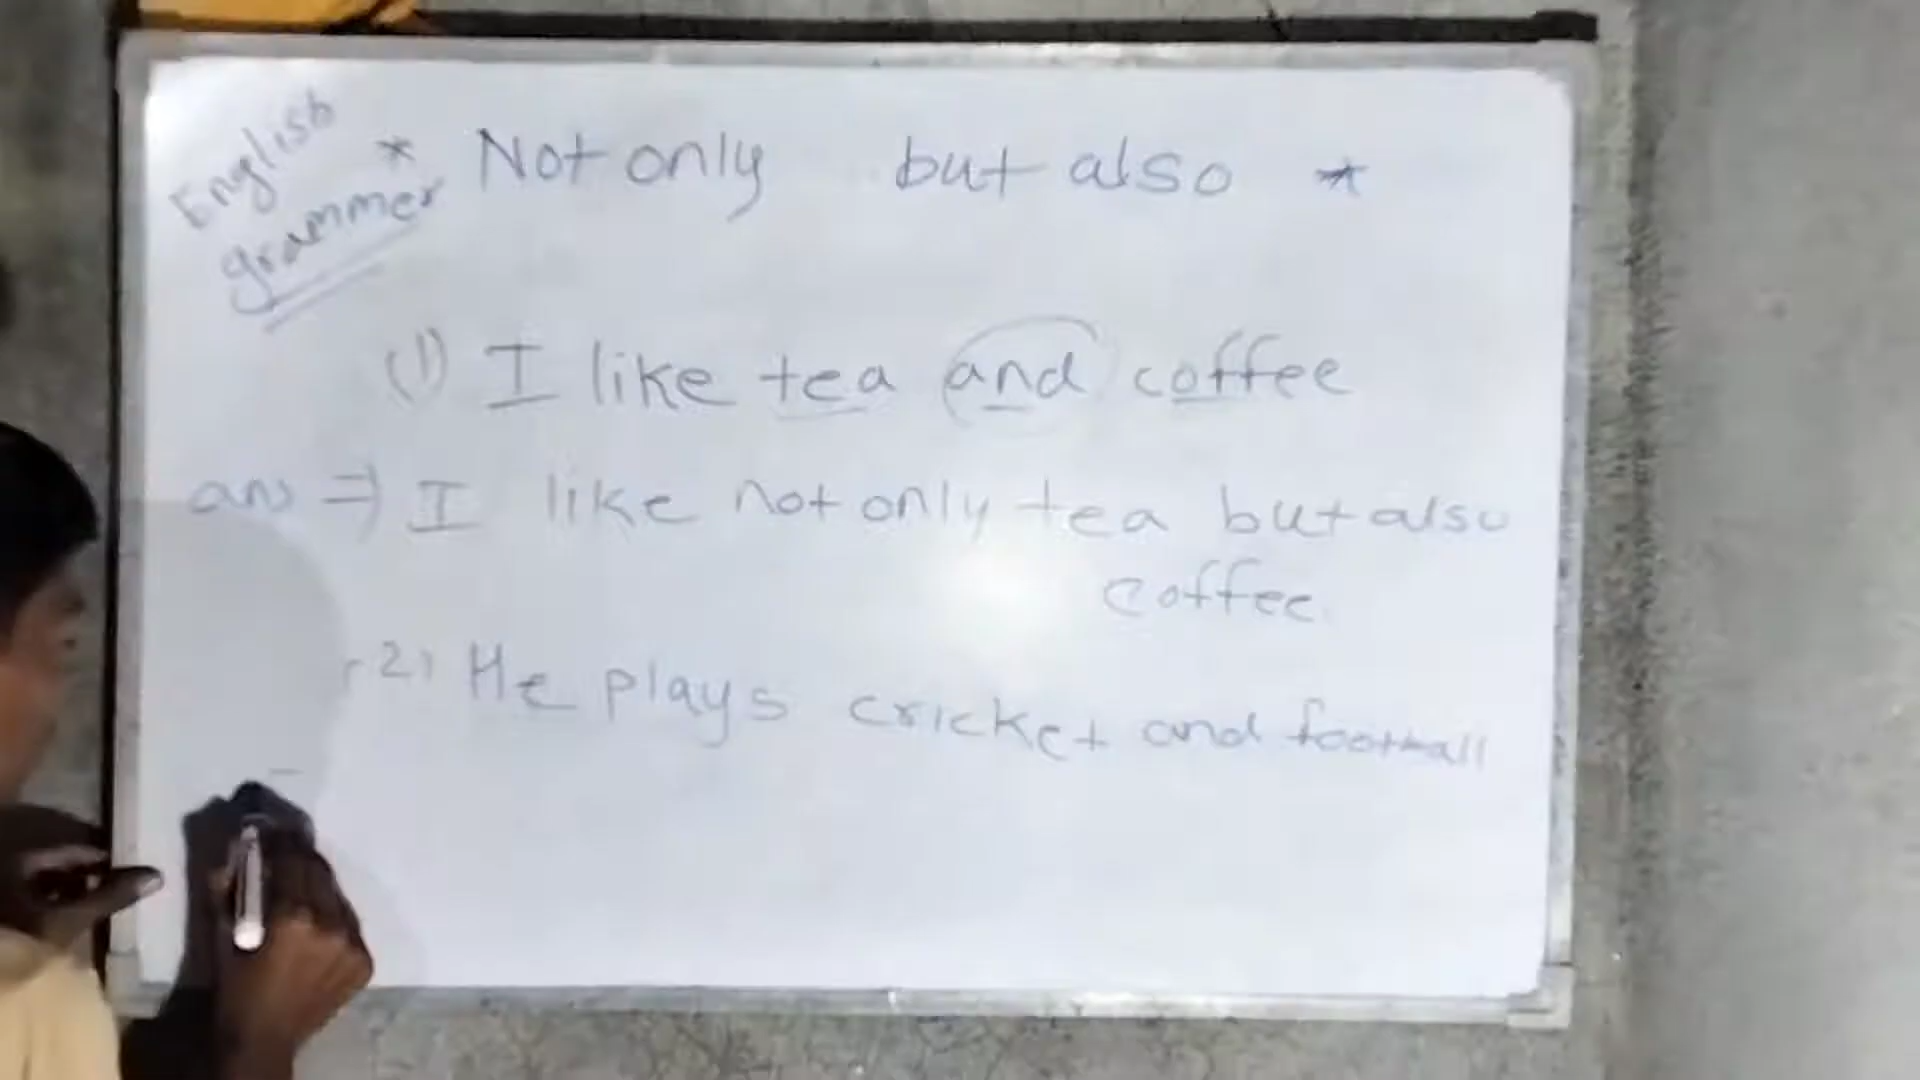 English
grammer
* Not only but also *
(1) I like tea and coffee
ans ⇒ I like not only tea but also
coffee.
(2) He plays cricket and football